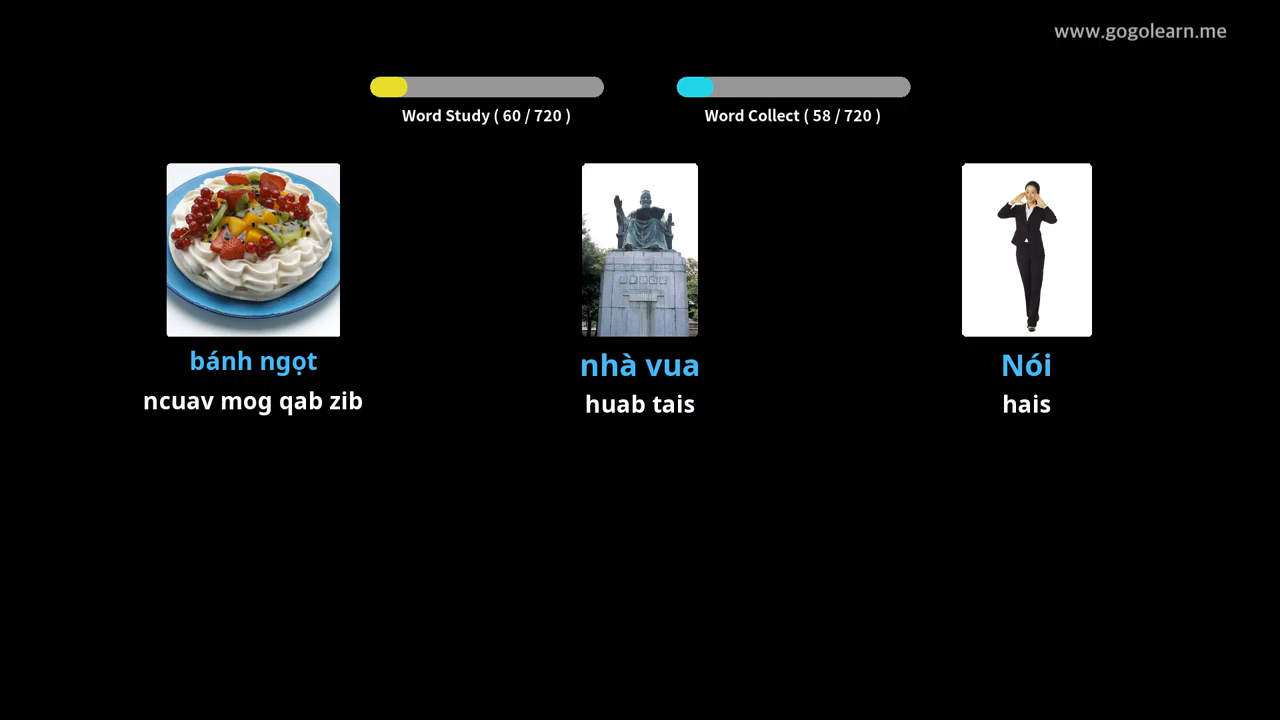 www.gogolearn.me
Word Study ( 60 / 720 )
Word Collect ( 58 / 720 )
bánh ngọt
ncuav mog qab zib
nhà vua
huab tais
Nói
hais